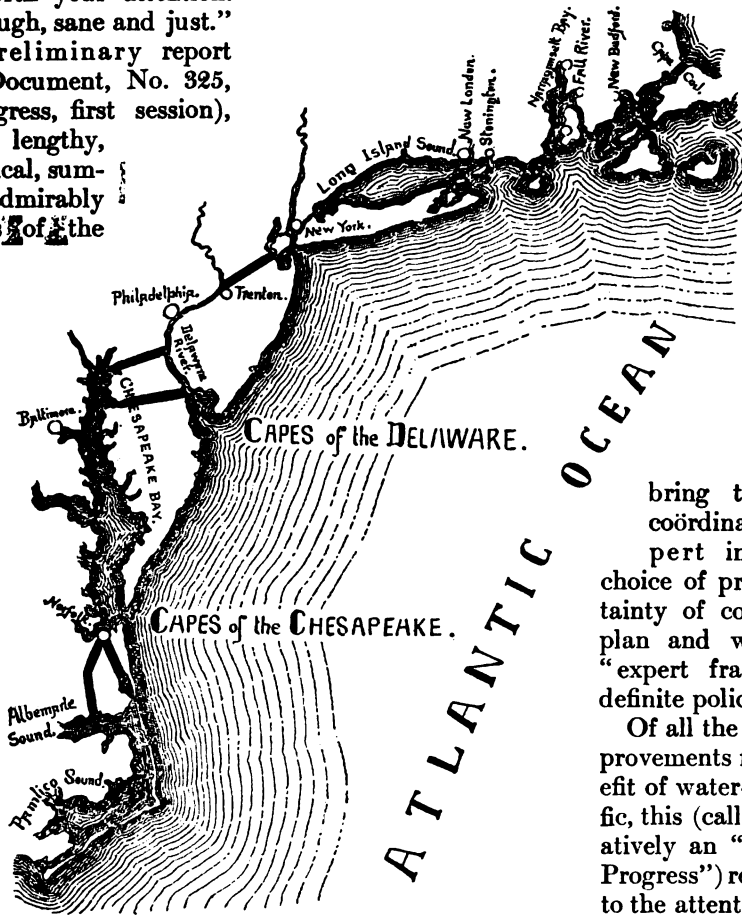 ugh, sane and just.”
reliminary report
Document, No. 325,
gress, first session),
lengthy,
ical, sum-
dmirably
of the
Narragansett Bay.
Fall River.
New Bedford.
Cape Cod.
New London.
Stonington.
Long Island Sound
New York.
Trenton.
Philadelphia.
Delaware River.
Baltimore.
CHESAPEAKE BAY.
CAPES of the DELAWARE.
ATLANTIC OCEAN
Norfolk.
CAPES of the CHESAPEAKE.
Albemarle
Sound.
Pamlico Sound.
bring t
coördina
pert in
choice of pr
tainty of co
plan and w
“expert fra
definite polic
Of all the
provements
efit of water-
fic, this (call
atively an “
Progress”) re
to the attent